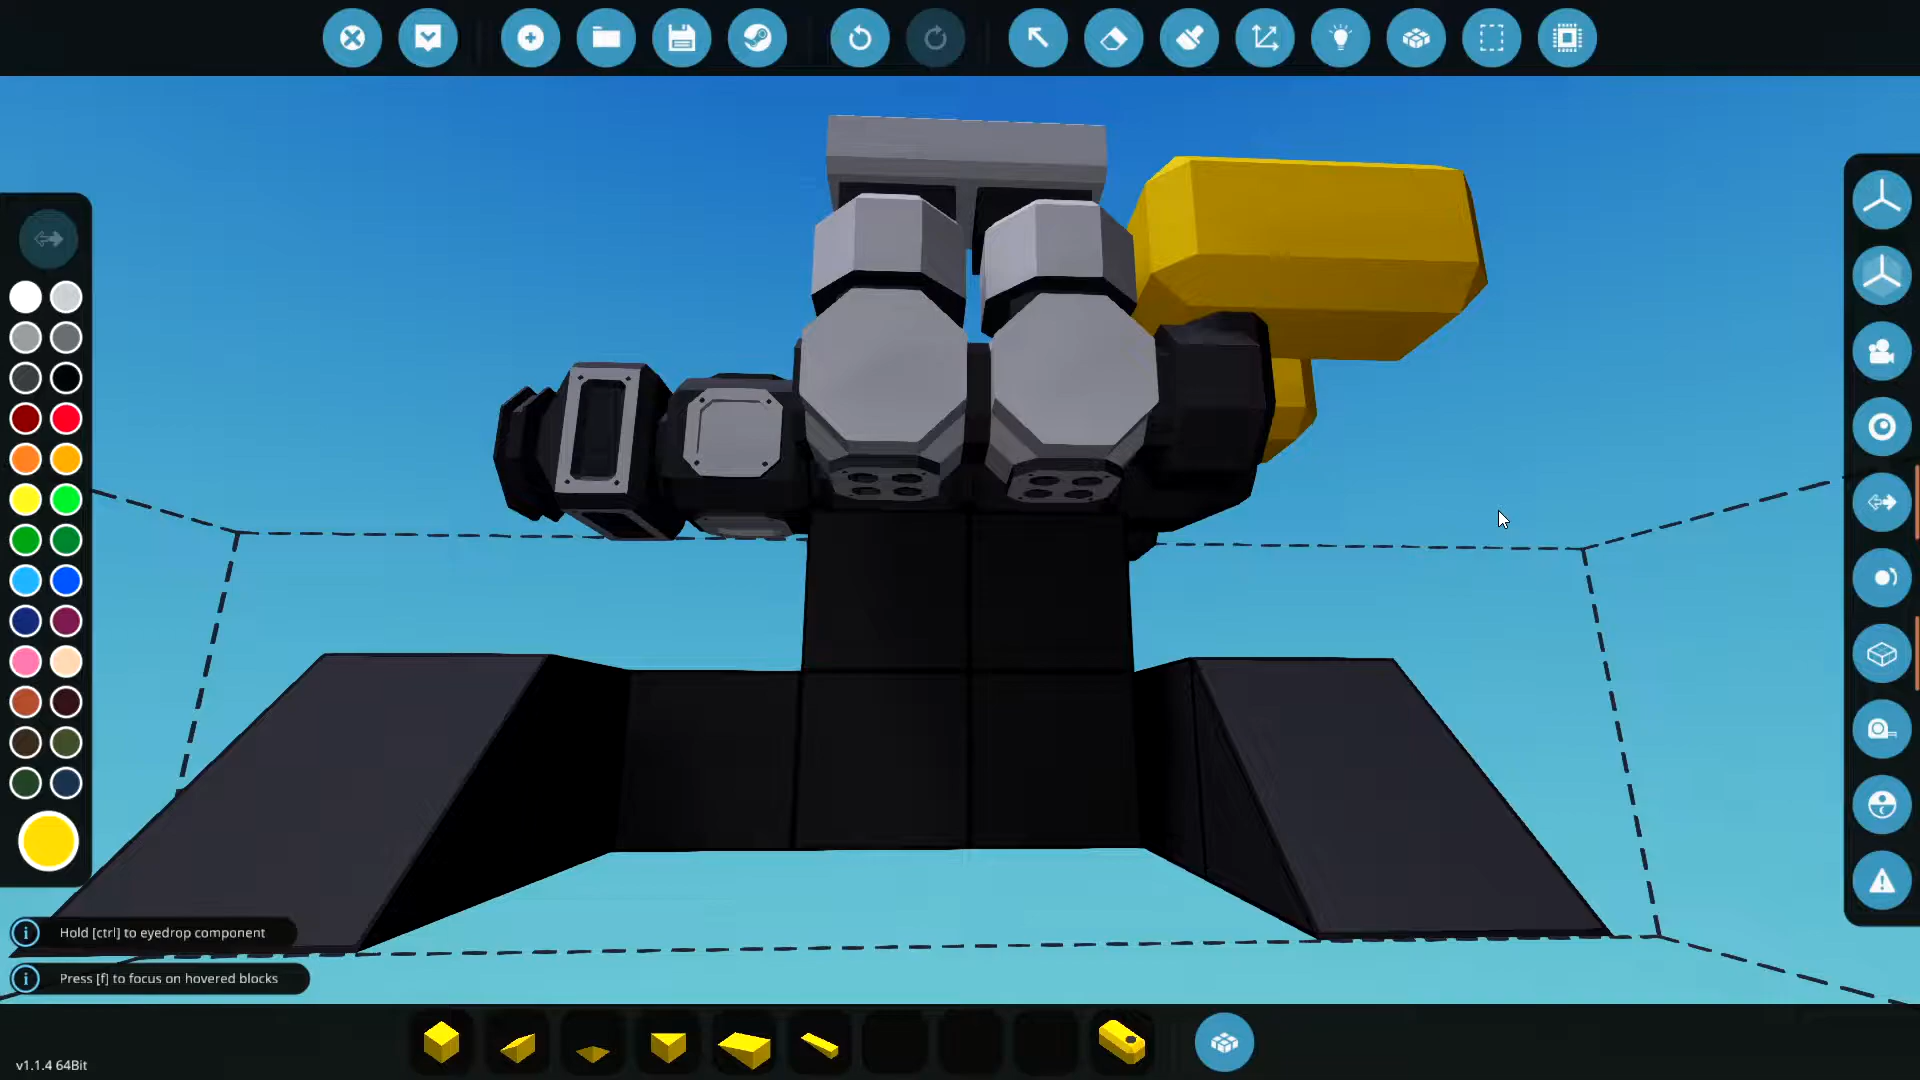 Hold [ctrl] to eyedrop component
Press [f] to focus on hovered blocks
v1.1.4 64Bit